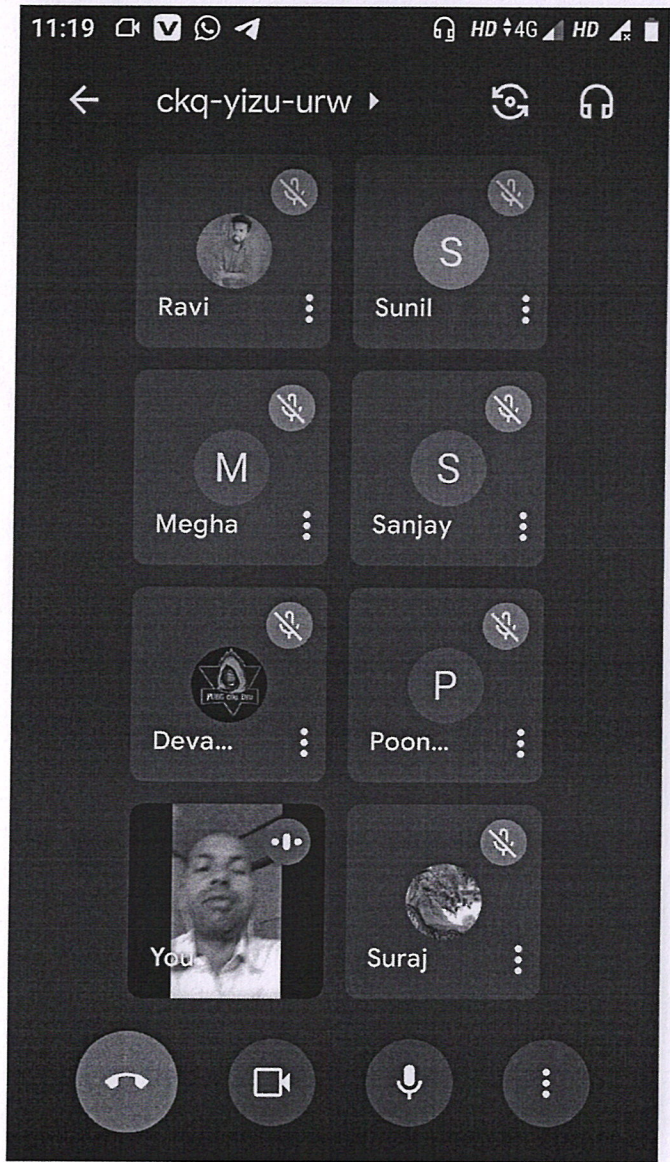 11:19 V HD 4G HD
ckq-yizu-urw
S
Ravi Sunil
M S
Megha Sanjay
P
Deva... Poon...
You Suraj